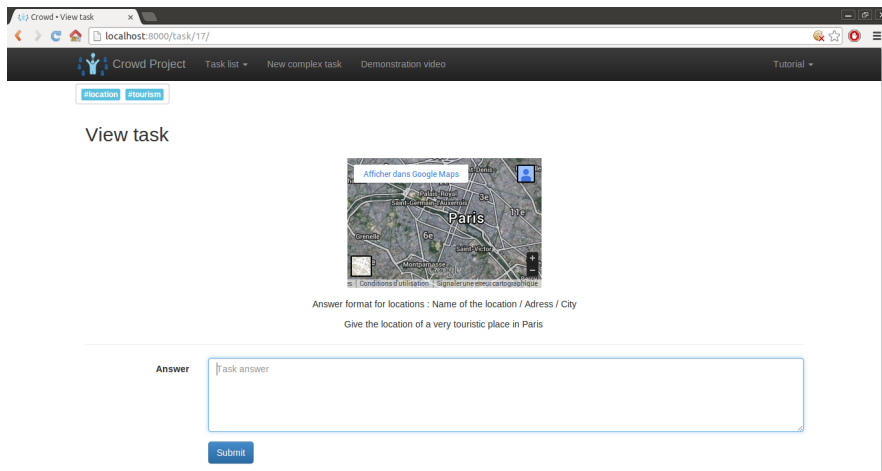 Crowd • View task ×
localhost:8000/task/17/
Crowd Project Task list New complex task Demonstration video Tutorial
#location #tourism
View task
Afficher dans Google Maps
Palais-Royal
3e
Saint-Germain-l'Auxerrois
11e
Paris
Grenelle
6e
Saint-Victor
Montparnasse
+
−
Conditions d'utilisation Signaler une erreur cartographique
Answer format for locations : Name of the location / Adress / City
Give the location of a very touristic place in Paris
Answer
Task answer
Submit